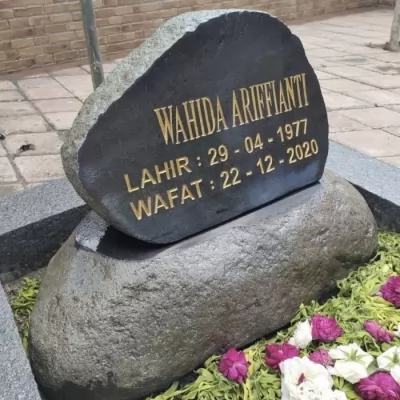 WAHIDA ARIFFIANTI
LAHIR : 29 - 04 - 1977
WAFAT : 22 - 12 - 2020